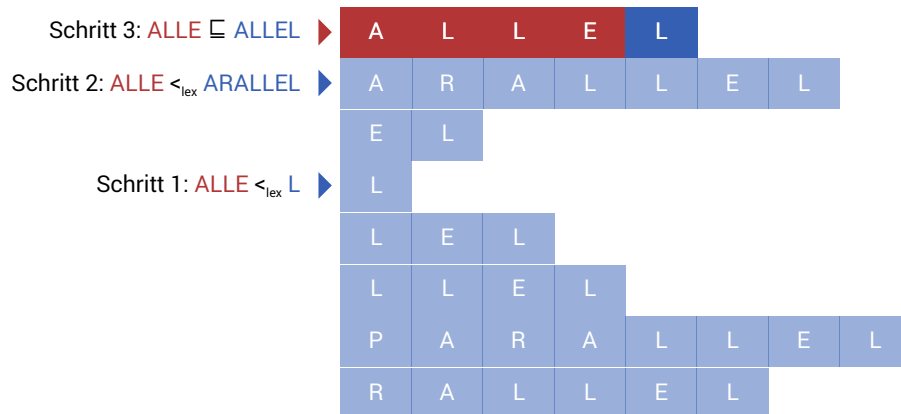 Schritt 3: ALLE ⊑ ALLEL A L L E L
Schritt 2: ALLE <lex ARALLEL A R A L L E L
E L
Schritt 1: ALLE <lex L L
L E L
L L E L
P A R A L L E L
R A L L E L